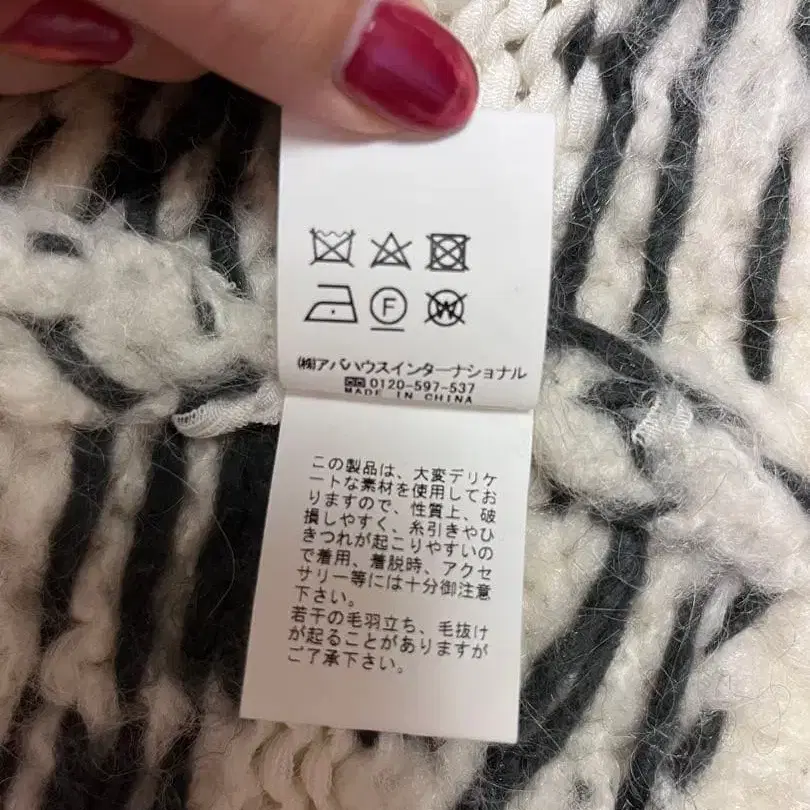 F
W
㈱アバハウスインターナショナル
0120-597-537
MADE IN CHINA
この製品は、大変デリケ
ートな素材を使用してお
りますので、性質上、破
損しやすく、糸引きやひ
きつれが起こりやすいの
で着用、着脱時、アクセ
サリー等には十分御注意
下さい。
若干の毛羽立ち、毛抜け
が起ることがありますが
ご了承下さい。